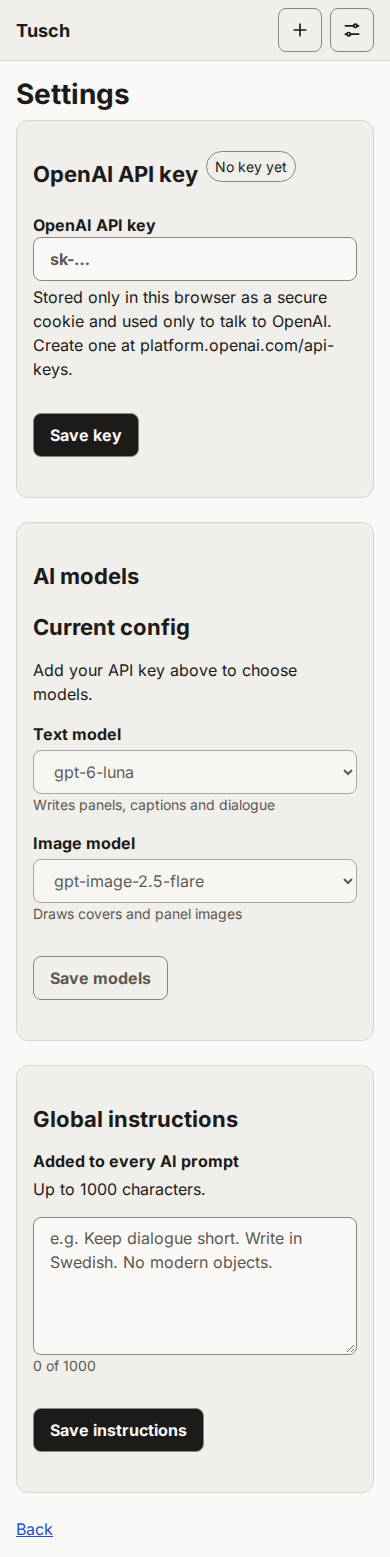 Tusch
Settings
OpenAI API key No key yet
OpenAI API key
sk-...
Stored only in this browser as a secure
cookie and used only to talk to OpenAI.
Create one at platform.openai.com/api-
keys.
Save key
AI models
Current config
Add your API key above to choose
models.
Text model
gpt-6-luna
Writes panels, captions and dialogue
Image model
gpt-image-2.5-flare
Draws covers and panel images
Save models
Global instructions
Added to every AI prompt
Up to 1000 characters.
e.g. Keep dialogue short. Write in
Swedish. No modern objects.
0 of 1000
Save instructions
Back